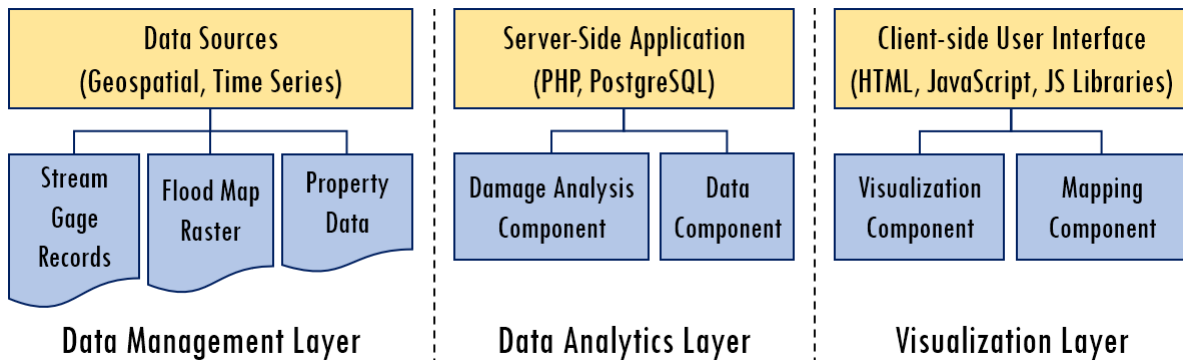 Data Sources
(Geospatial, Time Series)
Stream
Gage
Records
Flood Map
Raster
Property
Data
Data Management Layer
Server-Side Application
(PHP, PostgreSQL)
Damage Analysis
Component
Data
Component
Data Analytics Layer
Client-side User Interface
(HTML, JavaScript, JS Libraries)
Visualization
Component
Mapping
Component
Visualization Layer